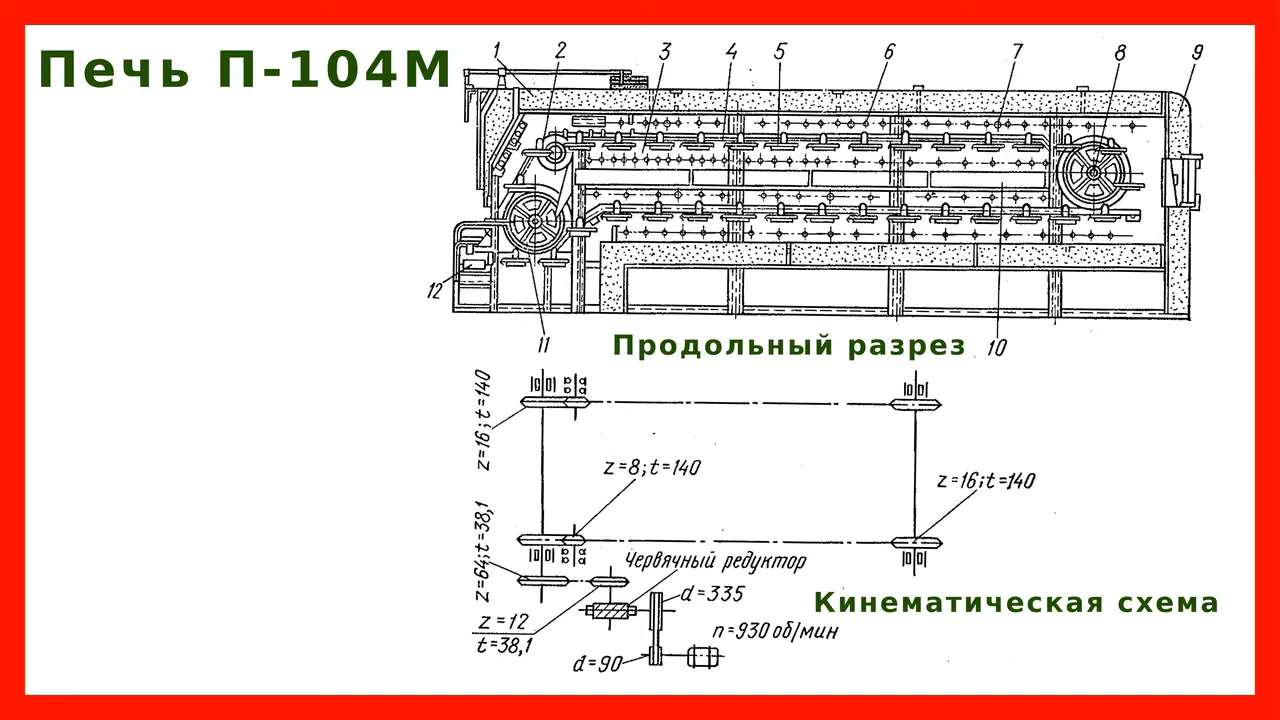 Печь П-104М
1 2 3 4 5 6 7 8 9
12
11
10
Продольный разрез
z=16; t=140
z=8; t=140
z=16; t=140
z=64; t=38,1
Червячный редуктор
d=335
Кинематическая схема
z=12
t=38,1
n=930 об/мин
d=90